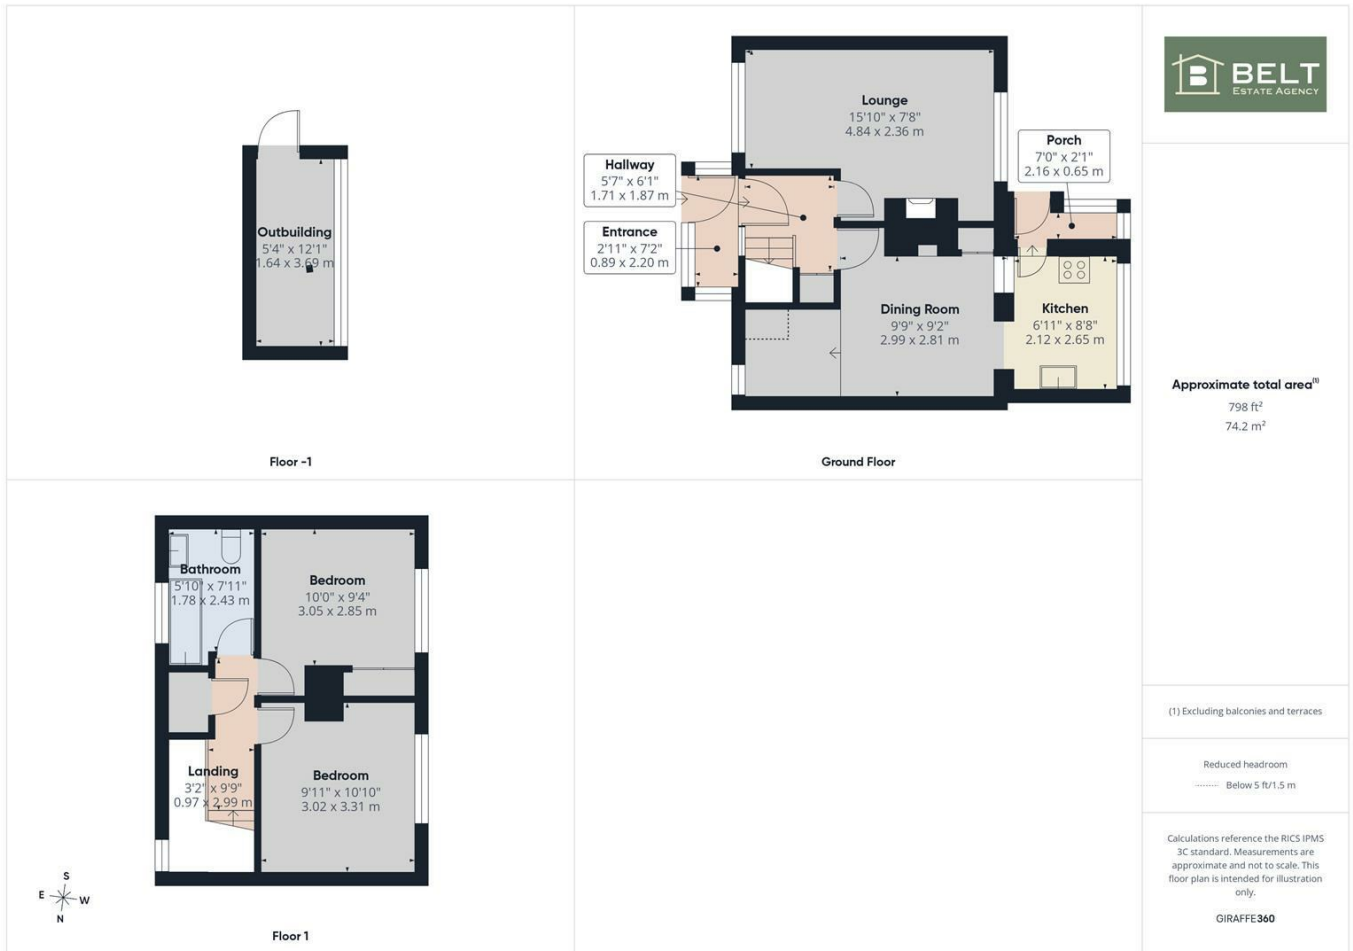 Outbuilding
5'4" x 12'1"
1.64 x 3.69 m
Floor -1
Lounge
15'10" x 7'8"
4.84 x 2.36 m
Hallway
5'7" x 6'1"
1.71 x 1.87 m
Entrance
2'11" x 7'2"
0.89 x 2.20 m
Porch
7'0" x 2'1"
2.16 x 0.65 m
Dining Room
9'9" x 9'2"
2.99 x 2.81 m
Kitchen
6'11" x 8'8"
2.12 x 2.65 m
Ground Floor
B BELT
ESTATE AGENCY
Approximate total area(1)
798 ft²
74.2 m²
Bathroom
5'10" x 7'11"
1.78 x 2.43 m
Bedroom
10'0" x 9'4"
3.05 x 2.85 m
Landing
3'2" x 9'9"
0.97 x 2.99 m
Bedroom
9'11" x 10'10"
3.02 x 3.31 m
S
E W
N
Floor 1
(1) Excluding balconies and terraces
Reduced headroom
Below 5 ft/1.5 m
Calculations reference the RICS IPMS
3C standard. Measurements are
approximate and not to scale. This
floor plan is intended for illustration
only.
GIRAFFE360